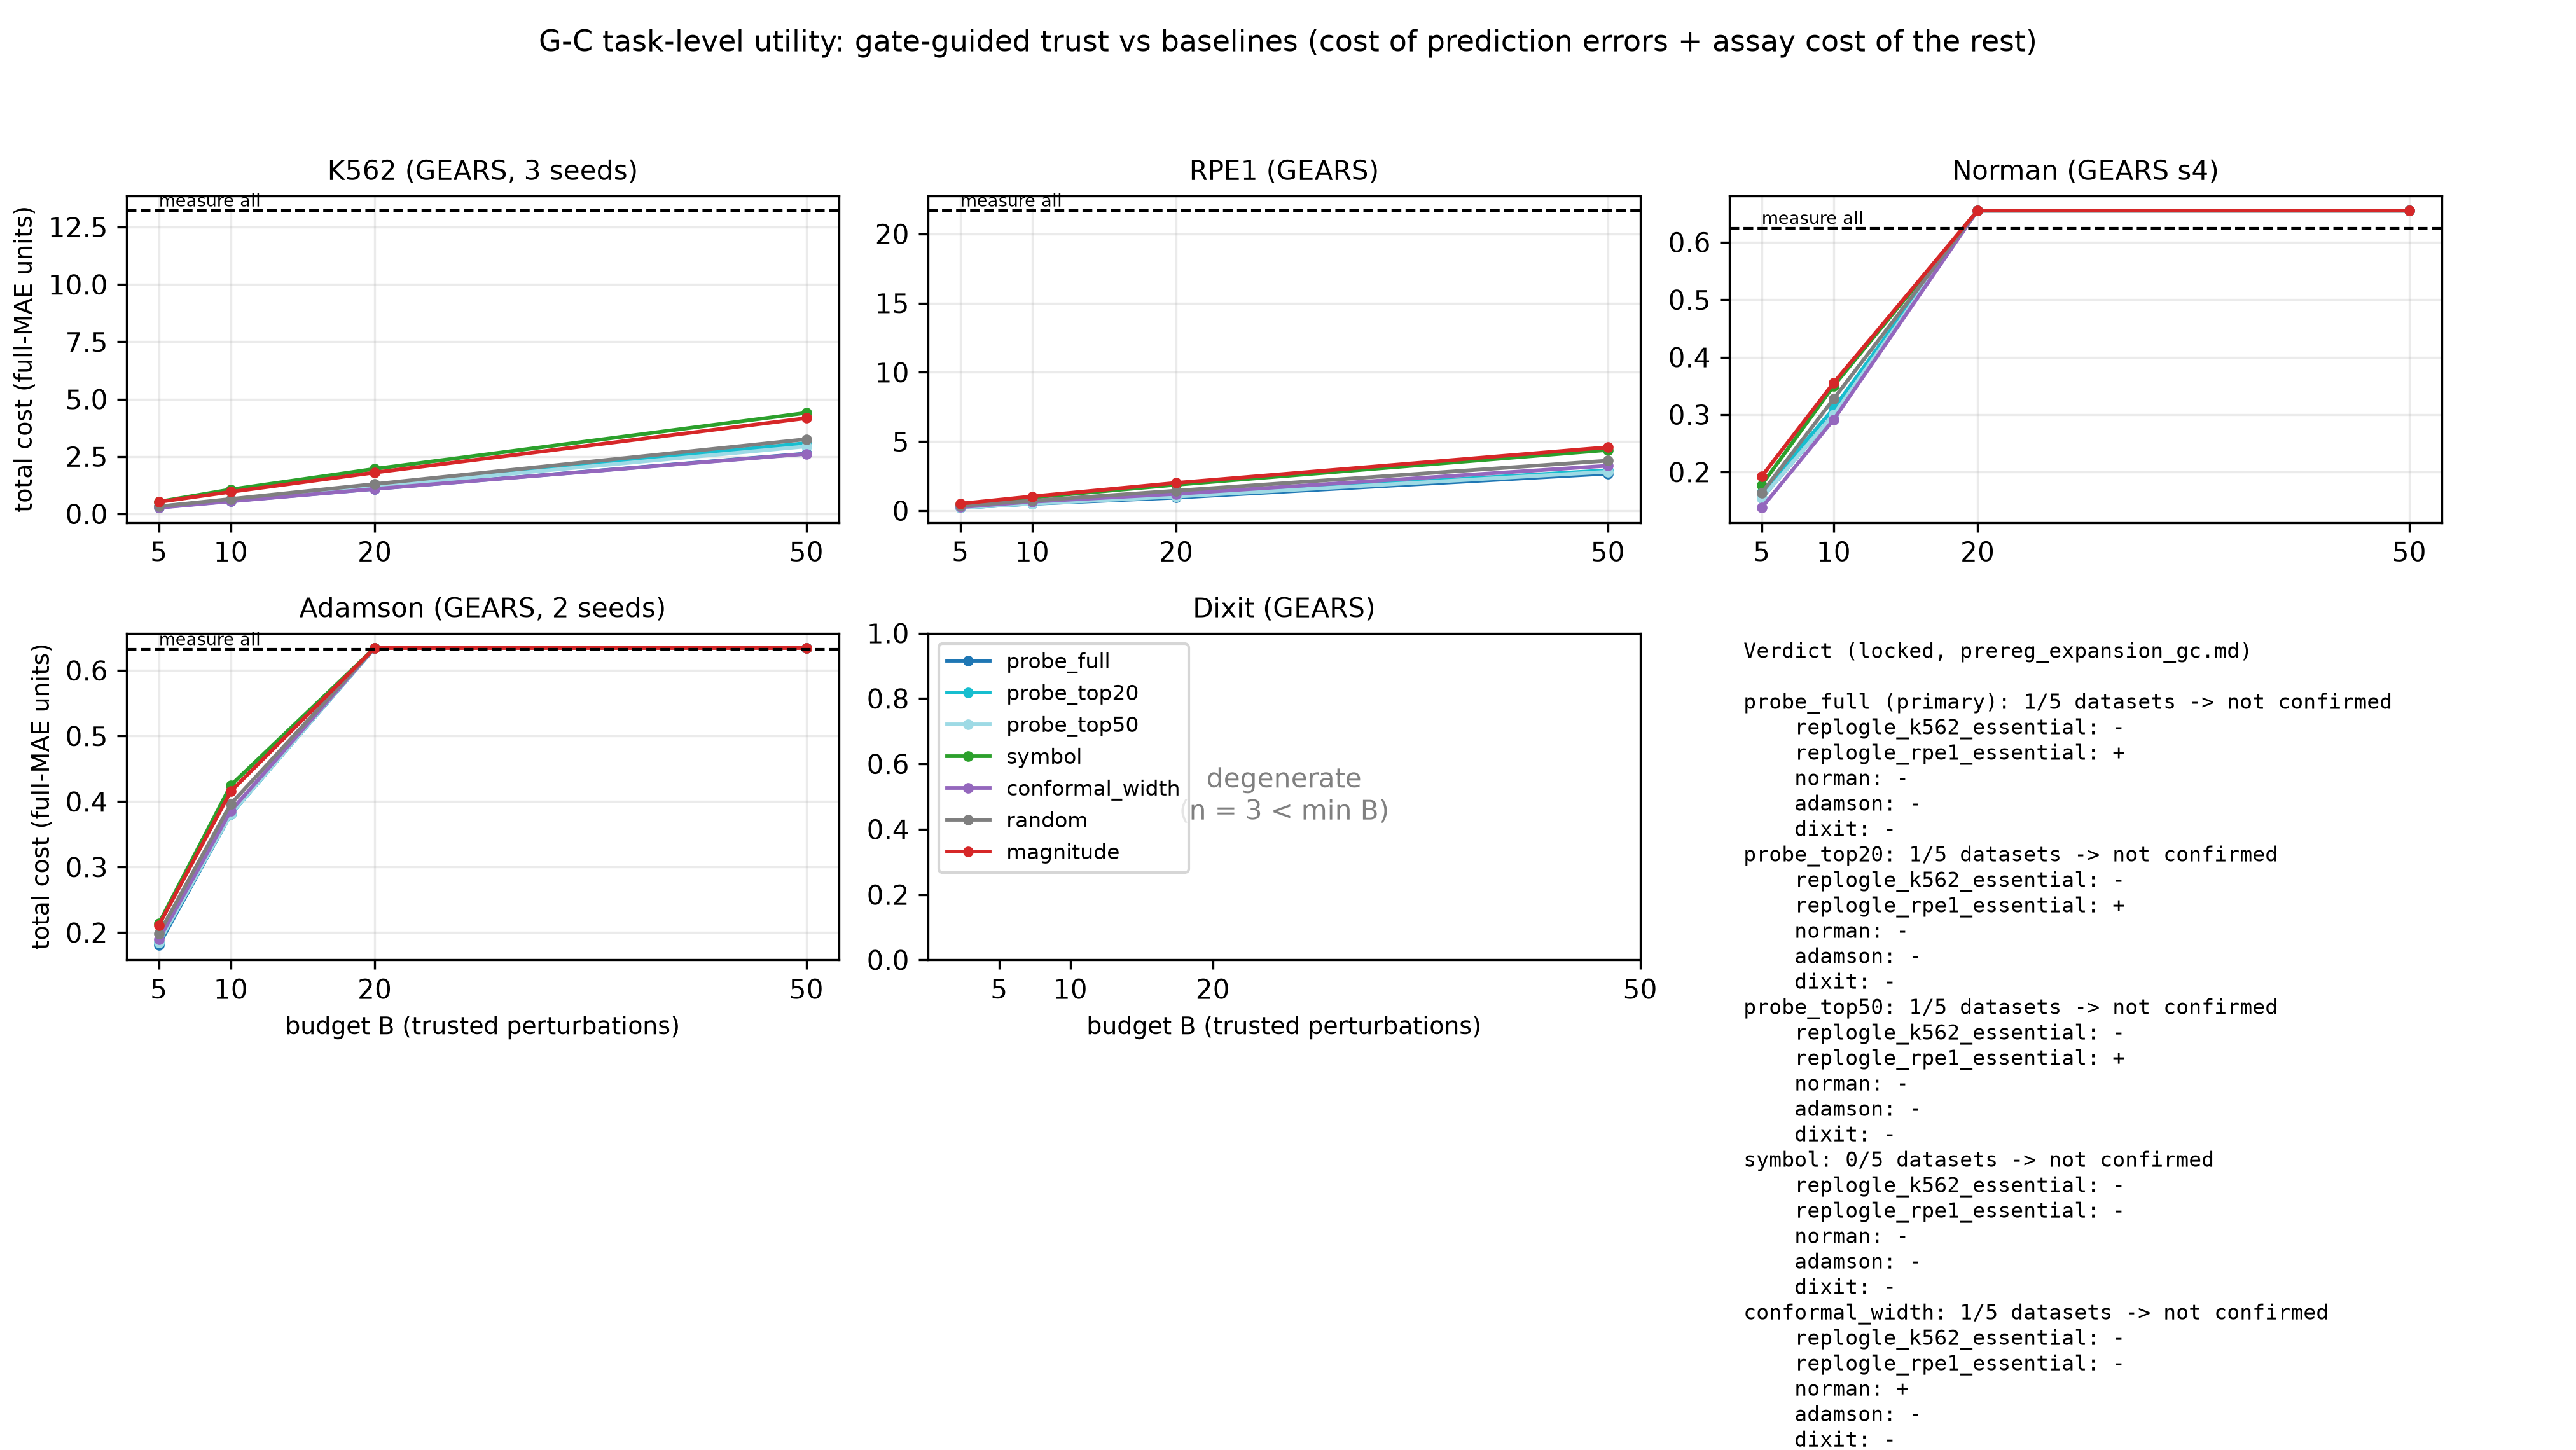 G-C task-level utility: gate-guided trust vs baselines (cost of prediction errors + assay cost of the rest)
K562 (GEARS, 3 seeds)
measure all
total cost (full-MAE units)
12.5
10.0
7.5
5.0
2.5
0.0
5 10 20 50
RPE1 (GEARS)
measure all
20
15
10
5
0
5 10 20 50
Norman (GEARS s4)
measure all
0.6
0.5
0.4
0.3
0.2
5 10 20 50
Adamson (GEARS, 2 seeds)
measure all
total cost (full-MAE units)
0.6
0.5
0.4
0.3
0.2
5 10 20 50
budget B (trusted perturbations)
Dixit (GEARS)
1.0
0.8
0.6
0.4
0.2
0.0
probe_full
probe_top20
probe_top50
symbol
conformal_width
random
magnitude
degenerate
(n = 3 < min B)
5 10 20 50
budget B (trusted perturbations)
Verdict (locked, prereg_expansion_gc.md)
probe_full (primary): 1/5 datasets -> not confirmed
replogle_k562_essential: -
replogle_rpe1_essential: +
norman: -
adamson: -
dixit: -
probe_top20: 1/5 datasets -> not confirmed
replogle_k562_essential: -
replogle_rpe1_essential: +
norman: -
adamson: -
dixit: -
probe_top50: 1/5 datasets -> not confirmed
replogle_k562_essential: -
replogle_rpe1_essential: +
norman: -
adamson: -
dixit: -
symbol: 0/5 datasets -> not confirmed
replogle_k562_essential: -
replogle_rpe1_essential: -
norman: -
adamson: -
dixit: -
conformal_width: 1/5 datasets -> not confirmed
replogle_k562_essential: -
replogle_rpe1_essential: -
norman: +
adamson: -
dixit: -